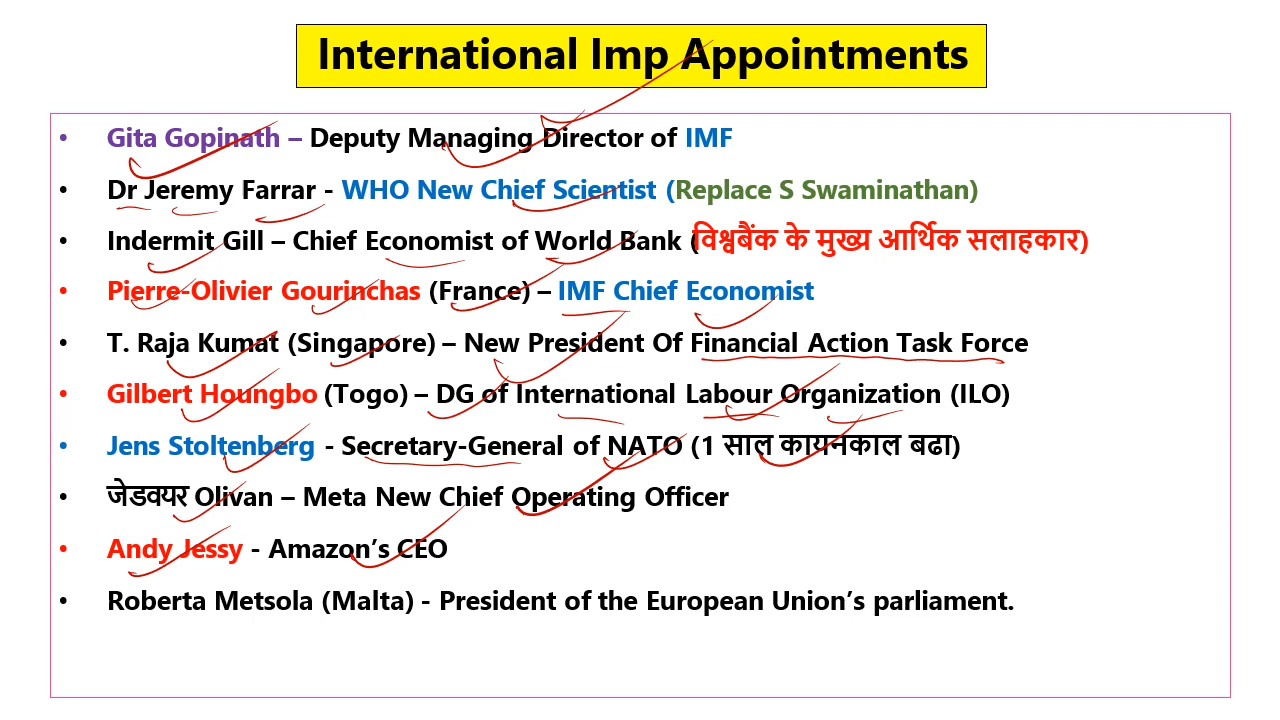 International Imp Appointments
• Gita Gopinath – Deputy Managing Director of IMF
• Dr Jeremy Farrar - WHO New Chief Scientist (Replace S Swaminathan)
• Indermit Gill – Chief Economist of World Bank (विश्वबैंक के मुख्य आर्थिक सलाहकार)
• Pierre-Olivier Gourinchas (France) – IMF Chief Economist
• T. Raja Kumat (Singapore) – New President Of Financial Action Task Force
• Gilbert Houngbo (Togo) – DG of International Labour Organization (ILO)
• Jens Stoltenberg - Secretary-General of NATO (1 साल कायनकाल बढा)
• जेडवयर Olivan – Meta New Chief Operating Officer
• Andy Jessy - Amazon’s CEO
• Roberta Metsola (Malta) - President of the European Union’s parliament.